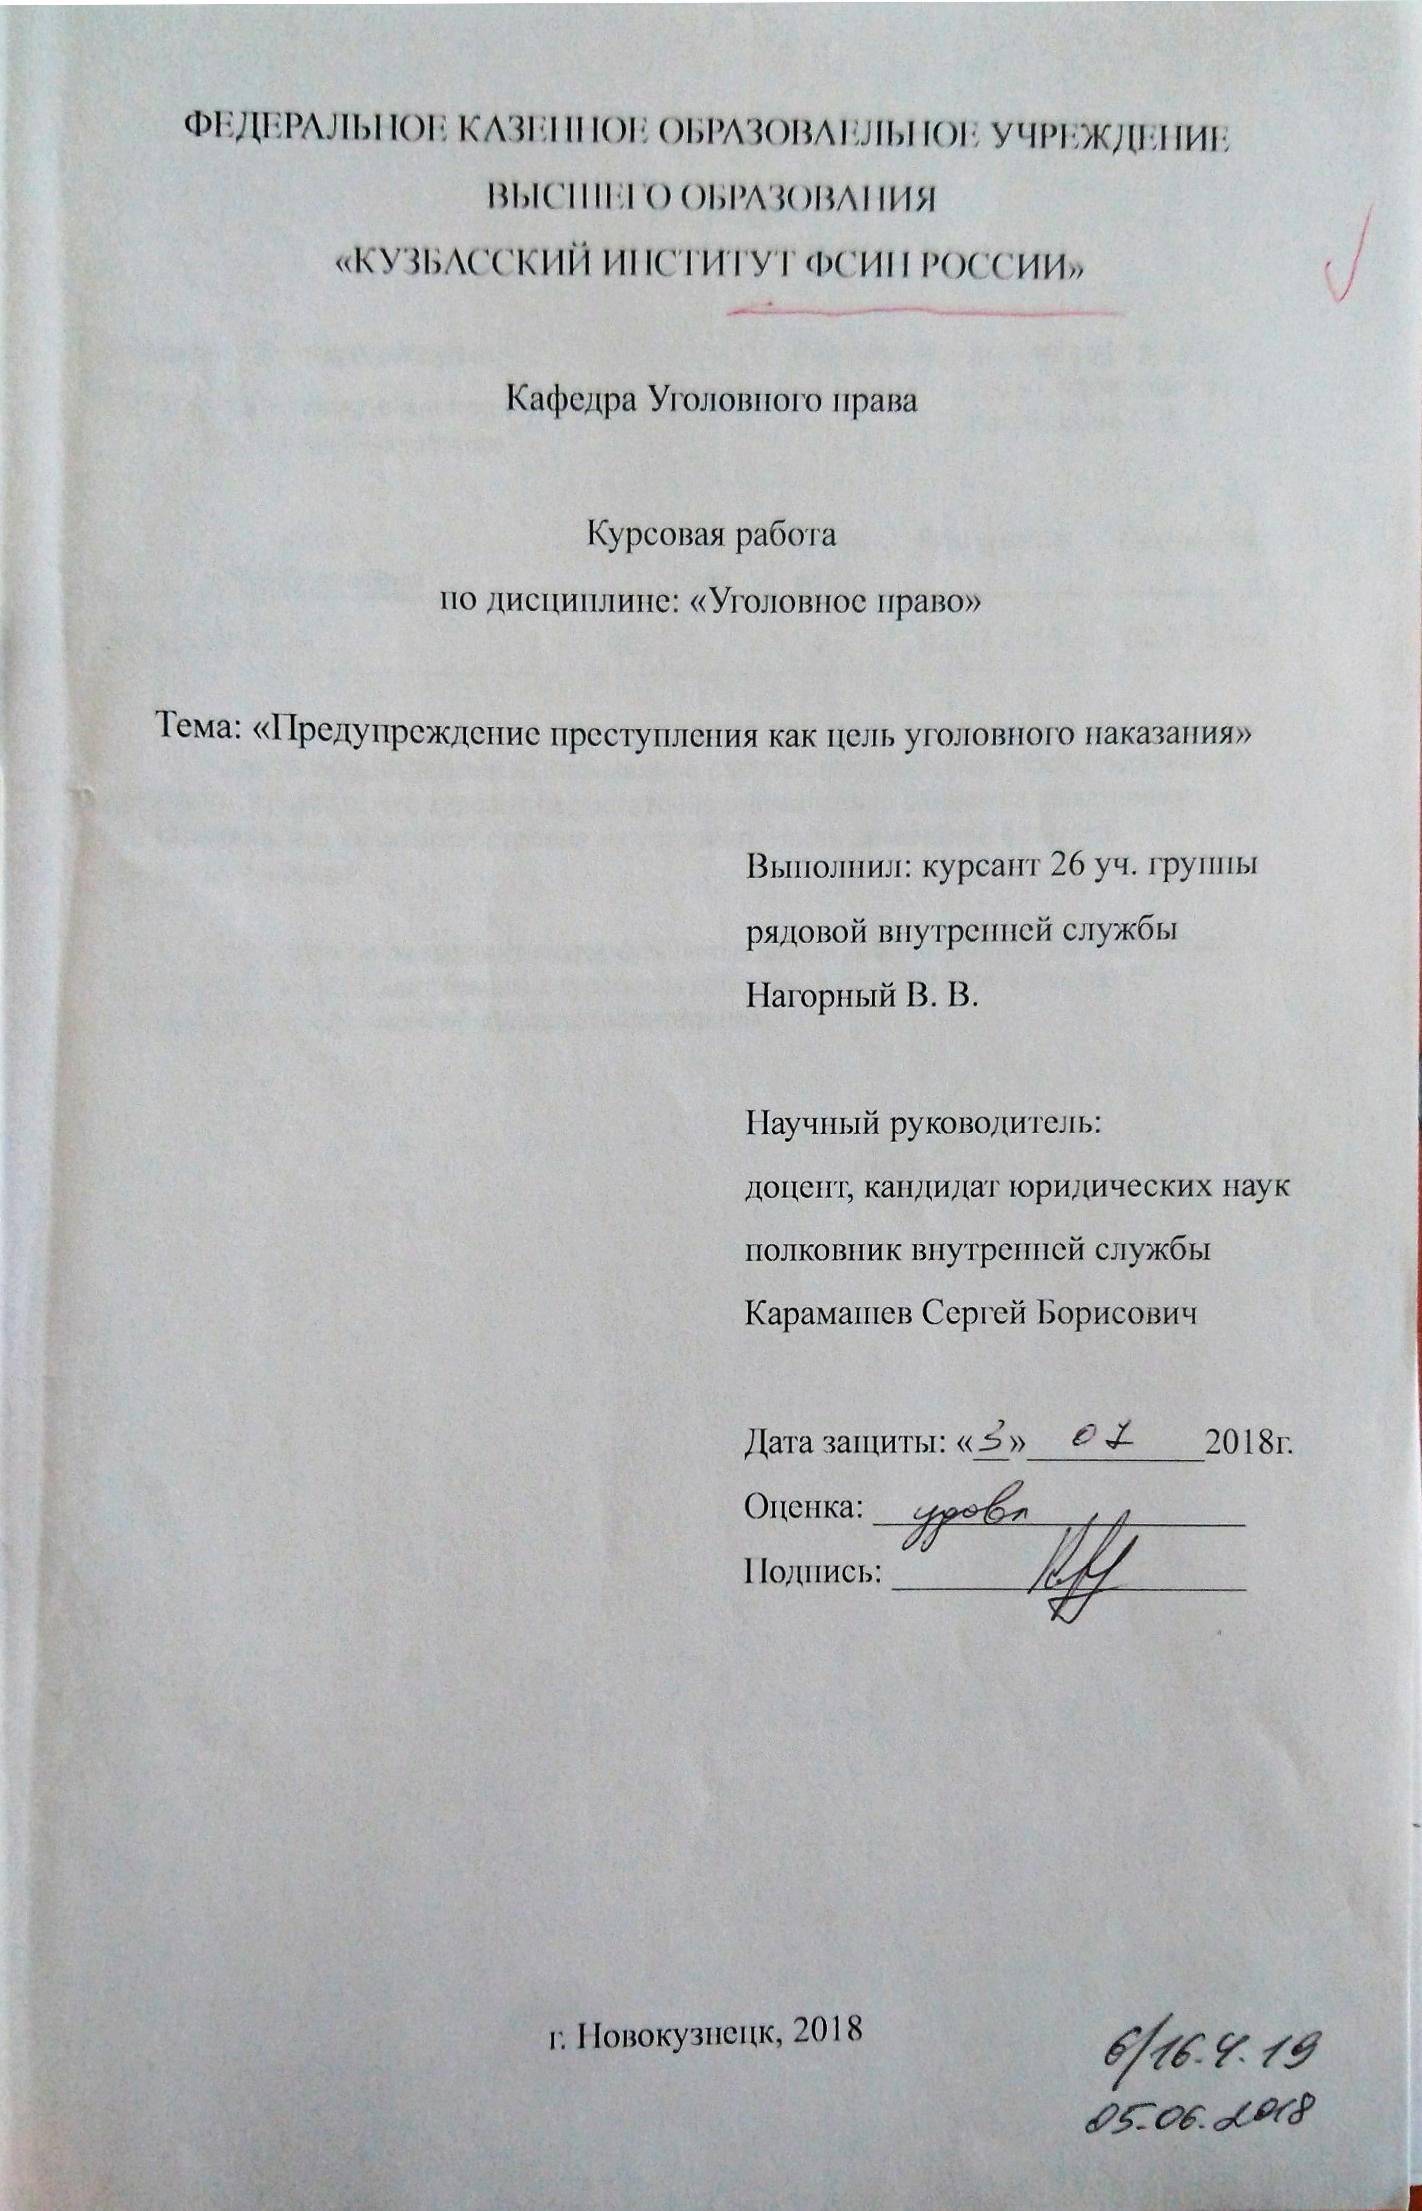 ФЕДЕРАЛЬНОЕ КАЗЕННОЕ ОБРАЗОВАЕЛЬНОЕ УЧРЕЖДЕНИЕ
ВЫСШЕГО ОБРАЗОВАНИЯ
«КУЗБАССКИЙ ИНСТИТУТ ФСИН РОССИИ»
Кафедра Уголовного права
Курсовая работа
по дисциплине: «Уголовное право»
Тема: «Предупреждение преступления как цель уголовного наказания»
Выполнил: курсант 26 уч. группы
рядовой внутренней службы
Нагорный В. В.
Научный руководитель:
доцент, кандидат юридических наук
полковник внутренней службы
Карамашев Сергей Борисович
Дата защиты: «3» 07 2018г.
Оценка: удовл
Подпись:
г. Новокузнецк, 2018
6/16.4.19
05.06.2018